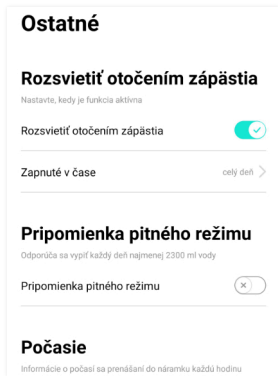 Ostatné
Rozsvietiť otočením zápästia
Nastavte, kedy je funkcia aktívna
Rozsvietiť otočením zápästia
Zapnuté v čase celý deň
Pripomienka pitného režimu
Odporúča sa vypiť každý deň najmenej 2300 ml vody
Pripomienka pitného režimu
Počasie
Informácie o počasí sa prenášaní do náramku každú hodinu